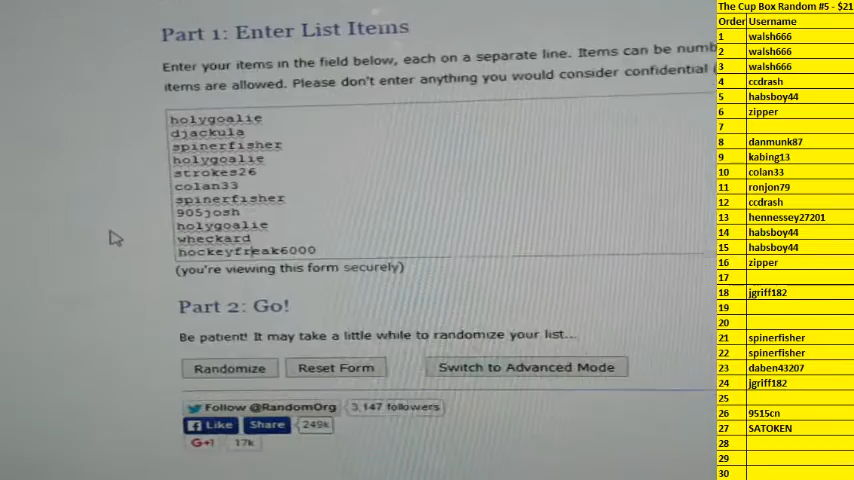 Part 1: Enter List Items
Enter your items in the field below, each on a separate line. Items can be numb
items are allowed. Please don't enter anything you would consider confidential
holygoalie
djackula
spinerfisher
holygoalie
strokes26
colan33
spinerfisher
905josh
holygoalie
wheckard
hockeyfreak6000
(you're viewing this form securely)
Part 2: Go!
Be patient! It may take a little while to randomize your list...
Randomize Reset Form Switch to Advanced Mode
Follow @RandomOrg 3,147 followers
Like Share 249k
G+1 17k
The Cup Box Random #5 - $21
Order Username
1 walsh666
2 walsh666
3 walsh666
4 ccdrash
5 habsboy44
6 zipper
7
8 danmunk87
9 kabing13
10 colan33
11 ronjon79
12 ccdrash
13 hennessey27201
14 habsboy44
15 habsboy44
16 zipper
17
18 jgriff182
19
20
21 spinerfisher
22 spinerfisher
23 daben43207
24 jgriff182
25
26 9515cn
27 SATOKEN
28
29
30